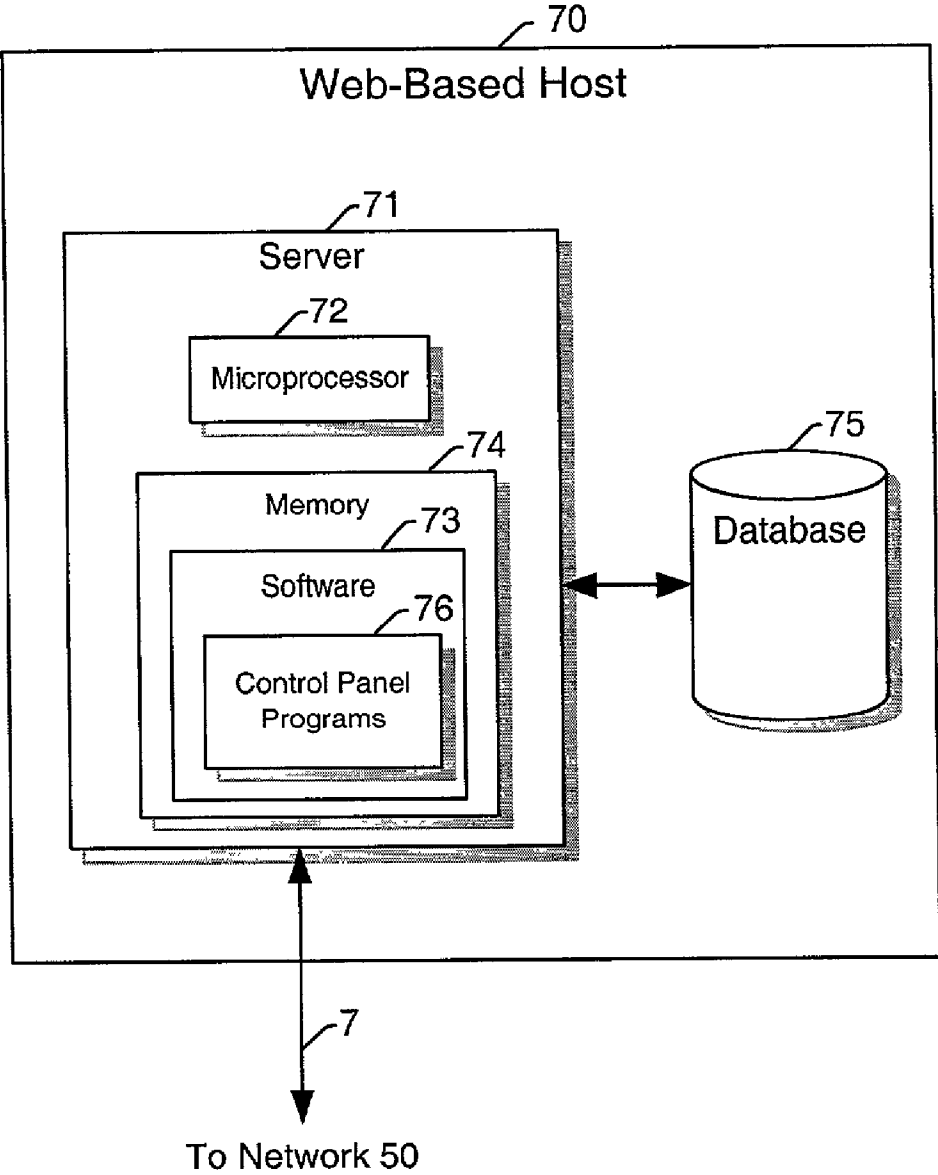 70
Web-Based Host
71
Server
72
Microprocessor
74
Memory
73
Software
76
Control Panel
Programs
75
Database
7
To Network 50